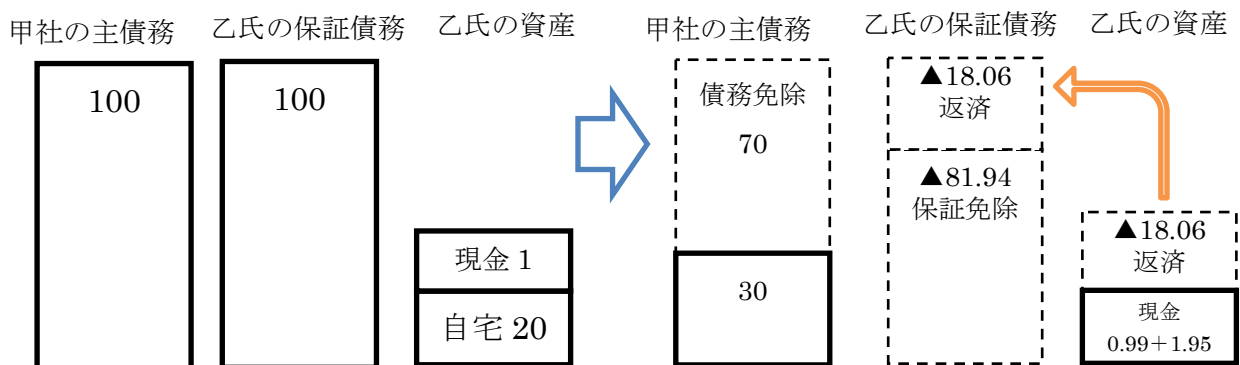 甲社の主債務
乙氏の保証債務
乙氏の資産
100
100
現金 1
自宅 20
甲社の主債務
乙氏の保証債務
乙氏の資産
債務免除
70
30
▲18.06
返済
▲81.94
保証免除
▲18.06
返済
現金
0.99＋1.95